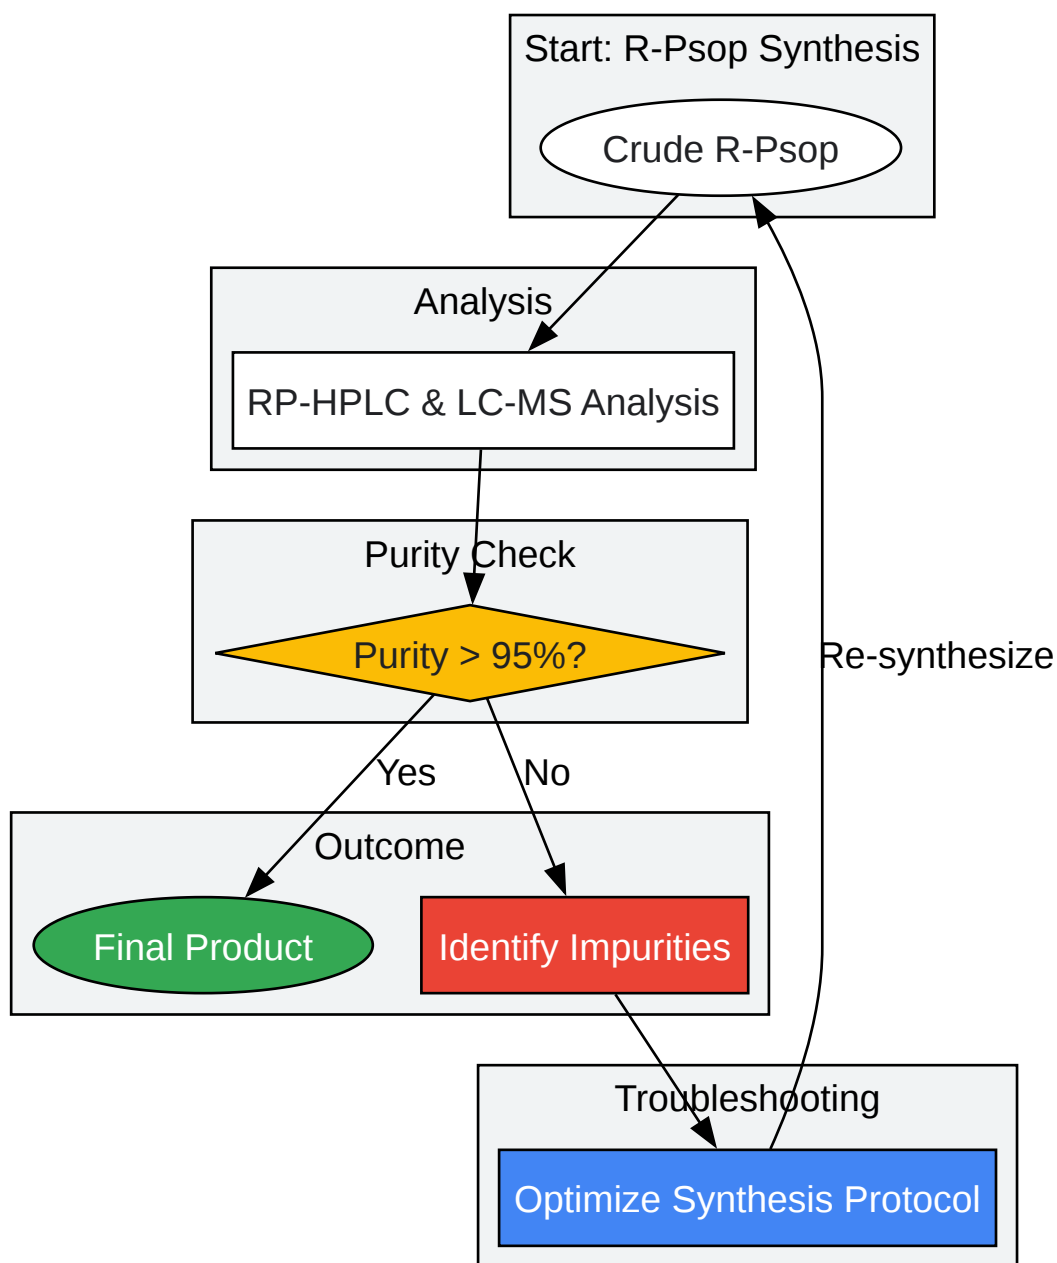 Start: R-Psop Synthesis
Crude R-Psop
Analysis
RP-HPLC & LC-MS Analysis
Purity Check
Purity > 95%?
Re-synthesize
Yes
No
Outcome
Final Product
Identify Impurities
Troubleshooting
Optimize Synthesis Protocol